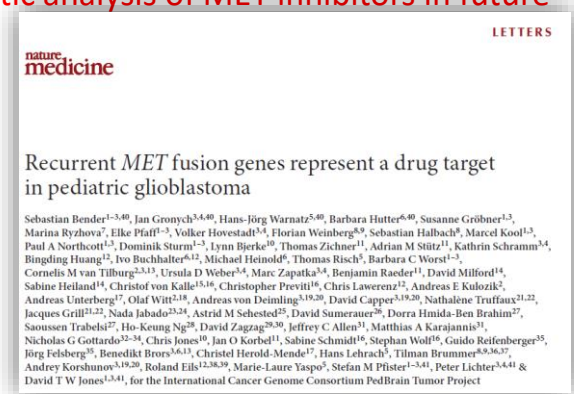 tic analysis of MET inhibitors in future
LETTERS
nature
medicine
Recurrent MET fusion genes represent a drug target
in pediatric glioblastoma
Sebastian Bender1–3,40, Jan Gronych3,4,40, Hans-Jörg Warnatz5,40, Barbara Hutter6,40, Susanne Gröbner1,3,
Marina Ryzhova7, Elke Pfaff1–3, Volker Hovestadt3,4, Florian Weinberg8,9, Sebastian Halbach8, Marcel Kool1,3,
Paul A Northcott1,3, Dominik Sturm1–3, Lynn Bjerke10, Thomas Zichner11, Adrian M Stütz11, Kathrin Schramm3,4,
Bingding Huang12, Ivo Buchhalter6,12, Michael Heinold6, Thomas Risch5, Barbara C Worst1–3,
Cornelis M van Tilburg2,3,13, Ursula D Weber3,4, Marc Zapatka3,4, Benjamin Raeder11, David Milford14,
Sabine Heiland14, Christof von Kalle15,16, Christopher Previti16, Chris Lawerenz12, Andreas E Kulozik2,
Andreas Unterberg17, Olaf Witt2,18, Andreas von Deimling3,19,20, David Capper3,19,20, Nathalène Truffaux21,22,
Jacques Grill21,22, Nada Jabado23,24, Astrid M Sehested25, David Sumerauer26, Dorra Hmida-Ben Brahim27,
Saoussen Trabelsi27, Ho-Keung Ng28, David Zagzag29,30, Jeffrey C Allen31, Matthias A Karajannis31,
Nicholas G Gottardo32–34, Chris Jones10, Jan O Korbel11, Sabine Schmidt16, Stephan Wolf16, Guido Reifenberger35,
Jörg Felsberg35, Benedikt Brors3,6,13, Christel Herold-Mende17, Hans Lehrach5, Tilman Brummer8,9,36,37,
Andrey Korshunov3,19,20, Roland Eils12,38,39, Marie-Laure Yaspo5, Stefan M Pfister1–3,41, Peter Lichter3,4,41 &
David T W Jones1,3,41, for the International Cancer Genome Consortium PedBrain Tumor Project